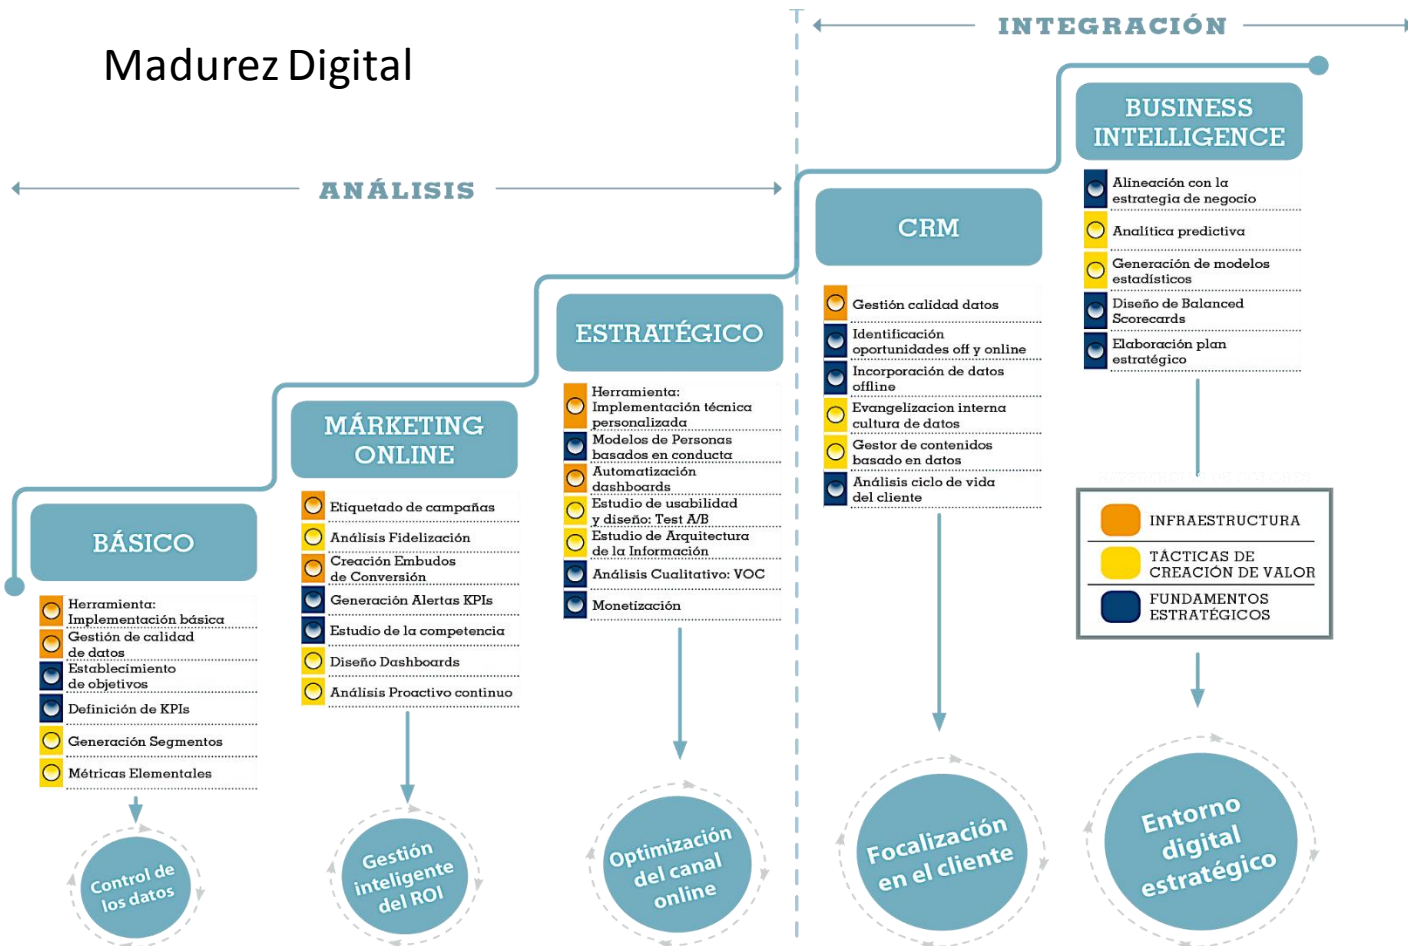 Madurez Digital
INTEGRACIÓN
ANÁLISIS
BÁSICO
Herramienta:
Implementación básica
Gestión de calidad
de datos
Establecimiento
de objetivos
Definición de KPIs
Generación Segmentos
Métricas Elementales
Control de
los datos
MÁRKETING
ONLINE
Etiquetado de campañas
Análisis Fidelización
Creación Embudos
de Conversión
Generación Alertas KPIs
Estudio de la competencia
Diseño Dashboards
Análisis Proactivo continuo
Gestión
inteligente
del ROI
ESTRATÉGICO
Herramienta:
Implementación técnica
personalizada
Modelos de Personas
basados en conducta
Automatización
dashboards
Estudio de usabilidad
y diseño: Test A/B
Estudio de Arquitectura
de la Información
Análisis Cualitativo: VOC
Monetización
Optimización
del canal
online
CRM
Gestión calidad datos
Identificación
oportunidades off y online
Incorporación de datos
offline
Evangelizacion interna
cultura de datos
Gestor de contenidos
basado en datos
Análisis ciclo de vida
del cliente
Focalización
en el cliente
BUSINESS
INTELLIGENCE
Alineación con la
estrategia de negocio
Analítica predictiva
Generación de modelos
estadísticos
Diseño de Balanced
Scorecards
Elaboración plan
estratégico
INFRAESTRUCTURA
TÁCTICAS DE
CREACIÓN DE VALOR
FUNDAMENTOS
ESTRATÉGICOS
Entorno
digital
estratégico